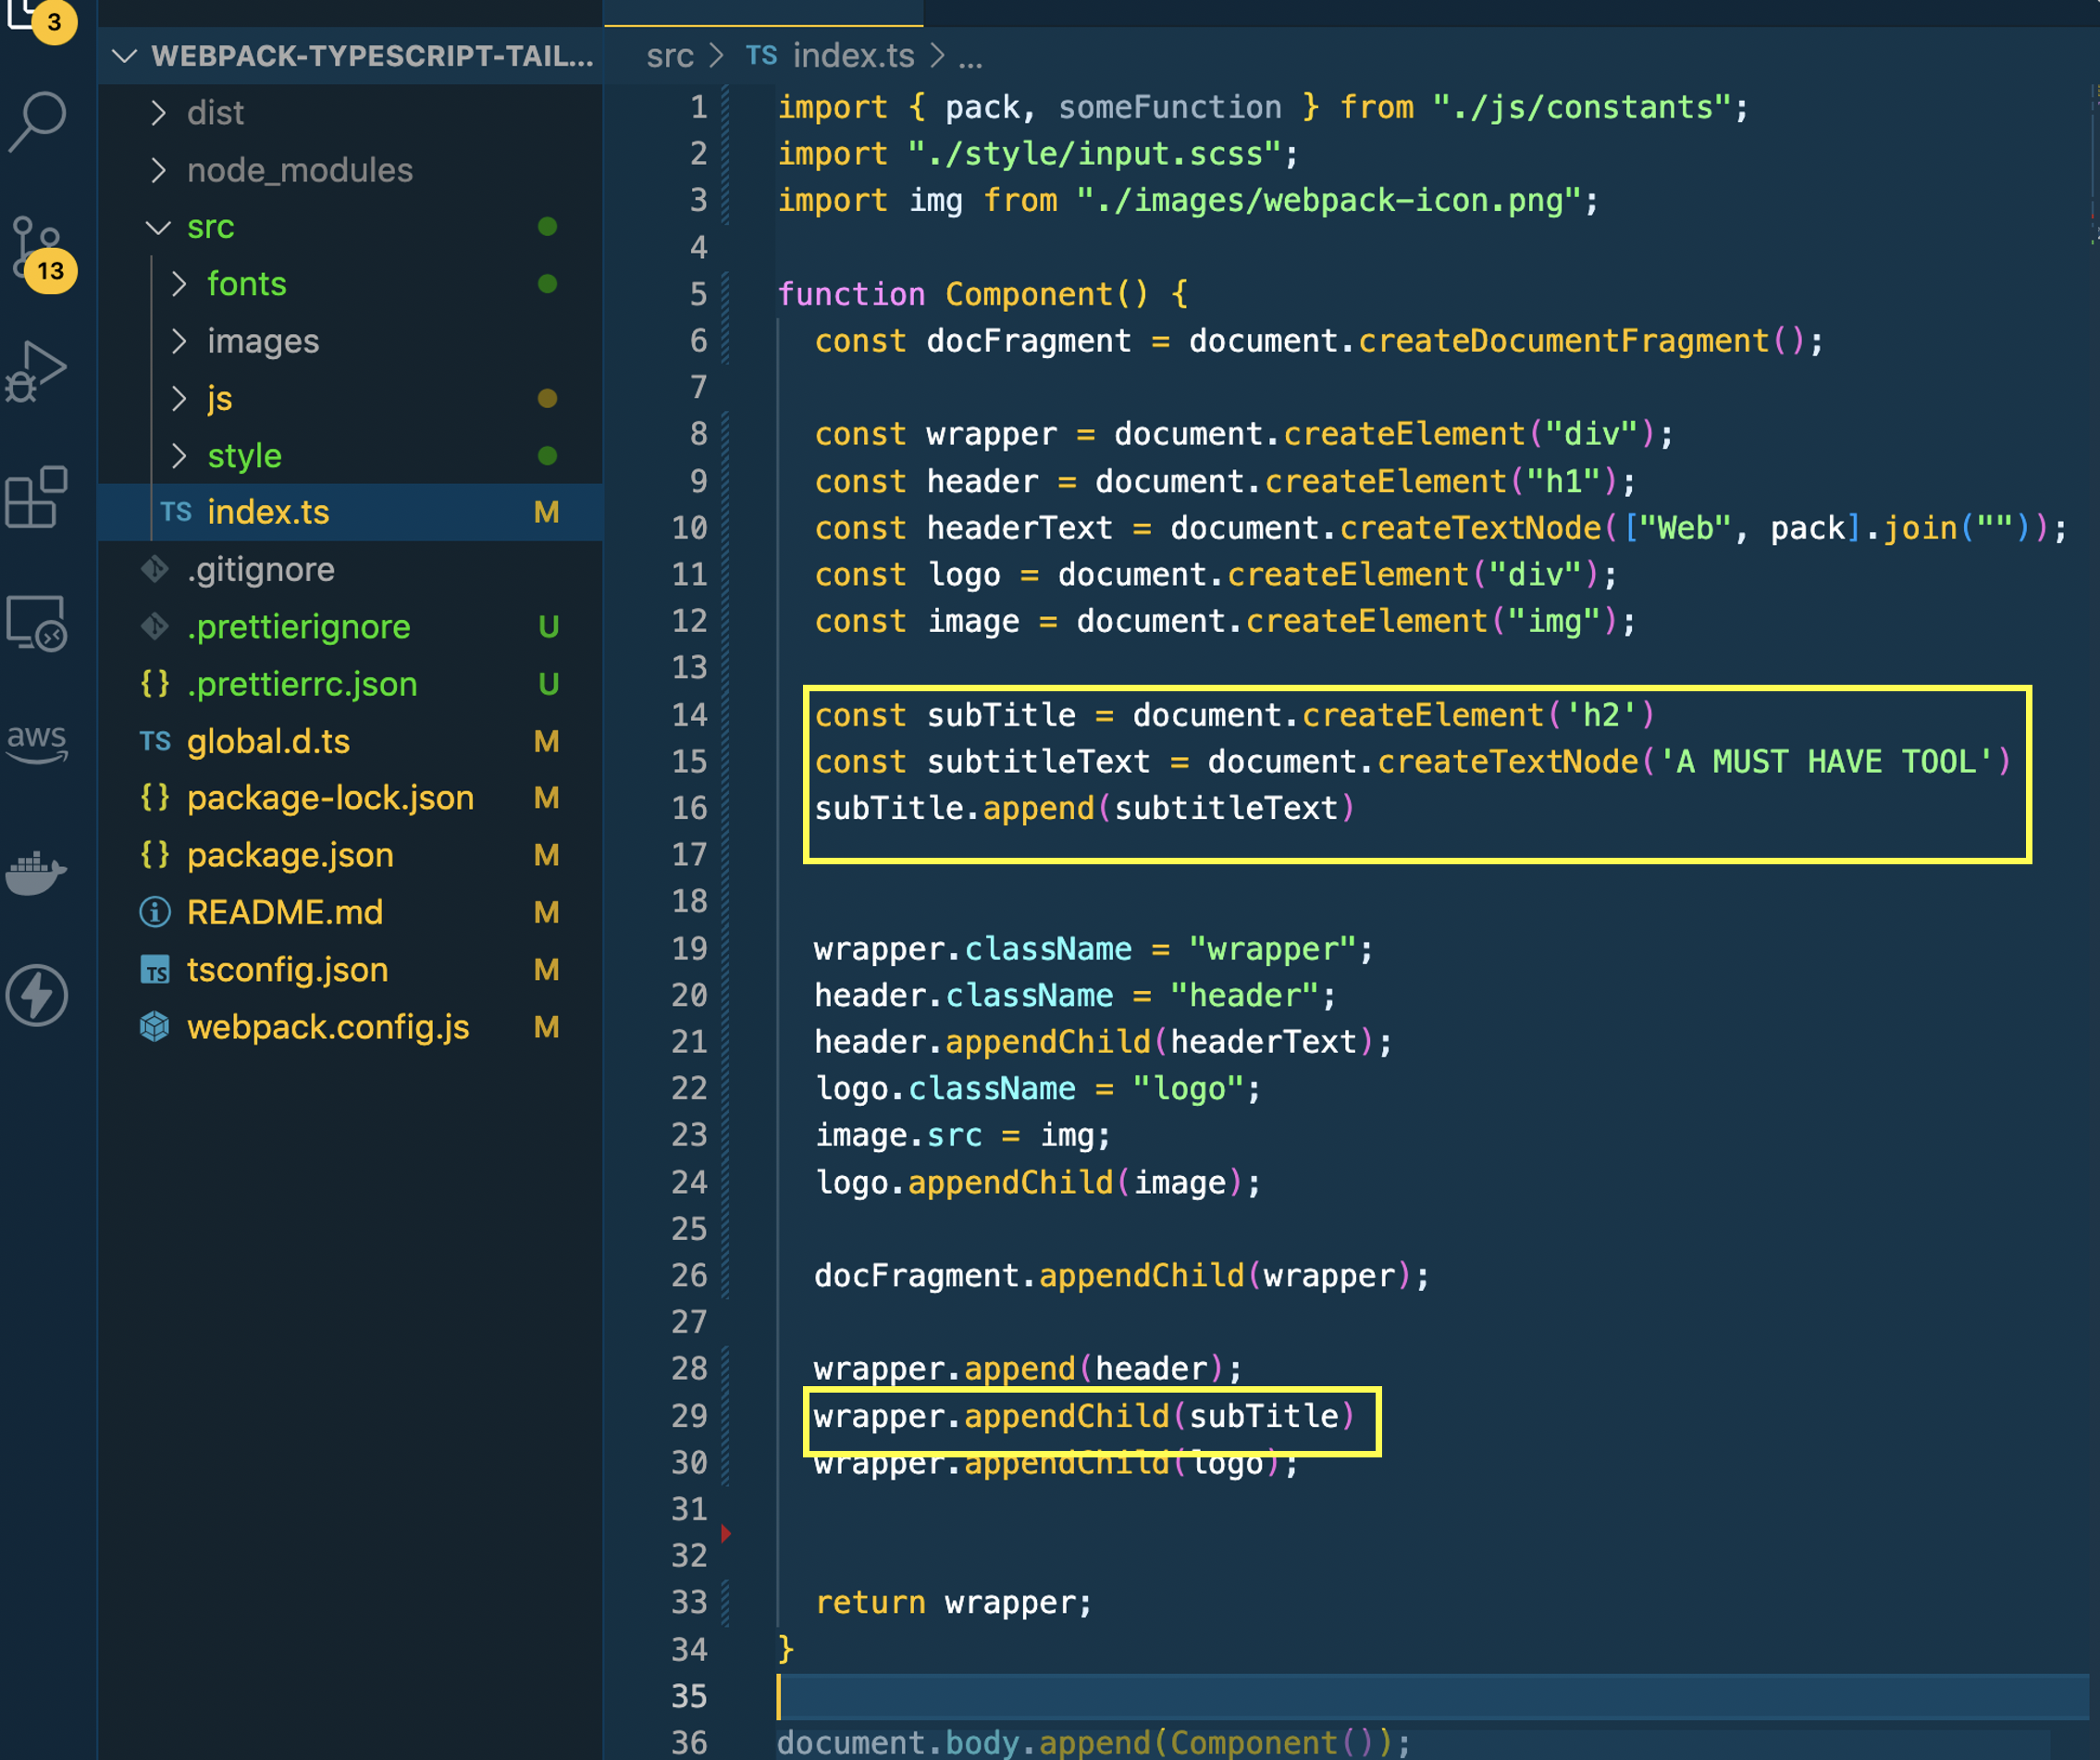 3
WEBPACK-TYPESCRIPT-TAIL...
dist
node_modules
src
13
fonts
images
js
style
TS index.ts M
.gitignore
.prettierignore U
{} .prettierrc.json U
TS global.d.ts M
aws
{} package-lock.json M
{} package.json M
README.md M
TS tsconfig.json M
webpack.config.js M
src > TS index.ts > ...
1 import { pack, someFunction } from "./js/constants";
2 import "./style/input.scss";
3 import img from "./images/webpack-icon.png";
4
5 function Component() {
6 const docFragment = document.createDocumentFragment();
7
8 const wrapper = document.createElement("div");
9 const header = document.createElement("h1");
10 const headerText = document.createTextNode(["Web", pack].join(""));
11 const logo = document.createElement("div");
12 const image = document.createElement("img");
13
14 const subTitle = document.createElement('h2')
15 const subtitleText = document.createTextNode('A MUST HAVE TOOL')
16 subTitle.append(subtitleText)
17
18
19 wrapper.className = "wrapper";
20 header.className = "header";
21 header.appendChild(headerText);
22 logo.className = "logo";
23 image.src = img;
24 logo.appendChild(image);
25
26 docFragment.appendChild(wrapper);
27
28 wrapper.append(header);
29 wrapper.appendChild(subTitle)
30 wrapper.appendChild(logo);
31
32
33 return wrapper;
34 }
35
36 document.body.append(Component());